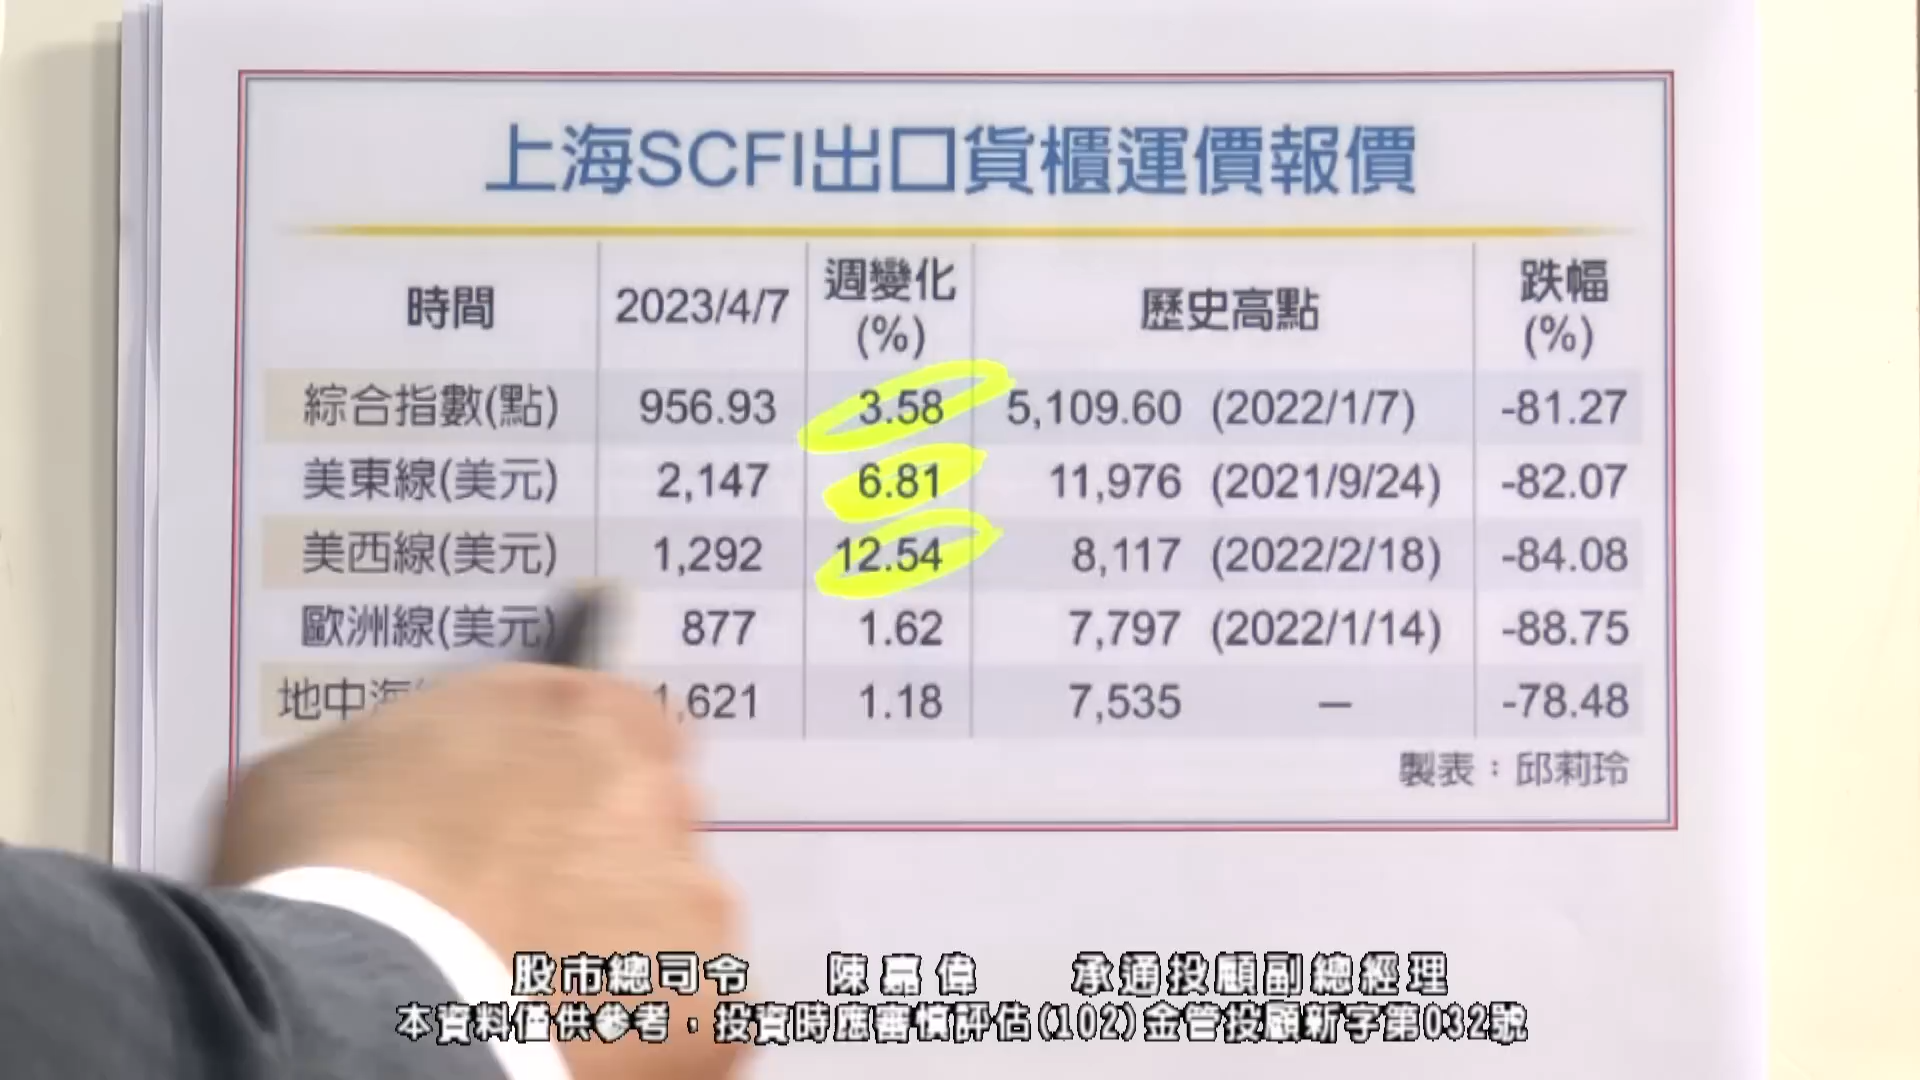 上海SCFI出口貨櫃運價報價
時間 2023/4/7 週變化(%) 歷史高點 跌幅(%)
綜合指數(點) 956.93 3.58 5,109.60 (2022/1/7) -81.27
美東線(美元) 2,147 6.81 11,976 (2021/9/24) -82.07
美西線(美元) 1,292 12.54 8,117 (2022/2/18) -84.08
歐洲線(美元) 877 1.62 7,797 (2022/1/14) -88.75
地中海 1,621 1.18 7,535 — -78.48
製表：邱莉玲
股市總司令 陳嘉偉 承通投顧副總經理
本資料僅供參考，投資時應審慎評估(102)金管投顧新字第032號